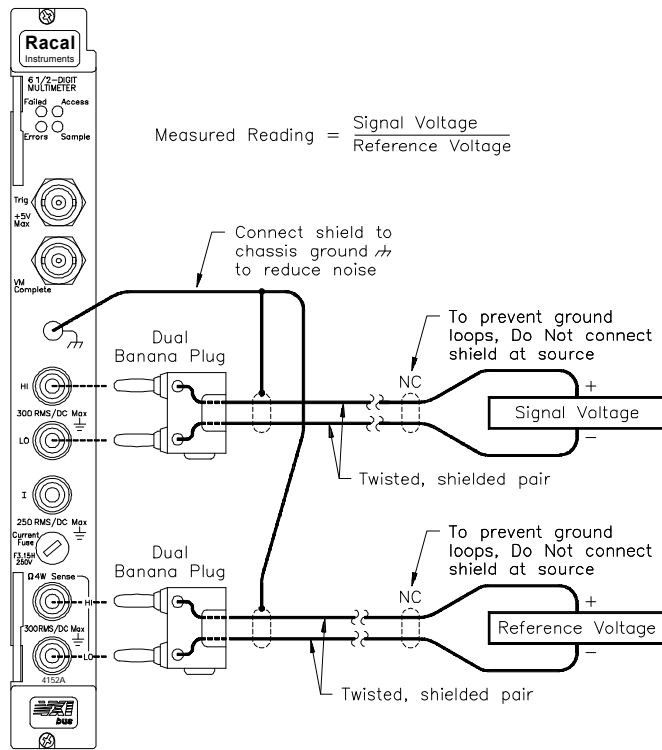 Racal
Instruments
6 1/2-DIGIT
MULTIMETER
Failed Access
Errors Sample
Measured Reading = Signal Voltage
Reference Voltage
Trig
+5V
Max
VM
Complete
Connect shield to
chassis ground
to reduce noise
Dual
Banana Plug
To prevent ground
loops, Do Not connect
shield at source
NC
HI
300 RMS/DC Max
LO
+
Signal Voltage
−
Twisted, shielded pair
I
250 RMS/DC Max
Current
Fuse
F3.15H
250V
Dual
Banana Plug
To prevent ground
loops, Do Not connect
shield at source
NC
Ω4W Sense
HI
300RMS/DC Max
LO
+
Reference Voltage
−
Twisted, shielded pair
4152A
VXI
bus